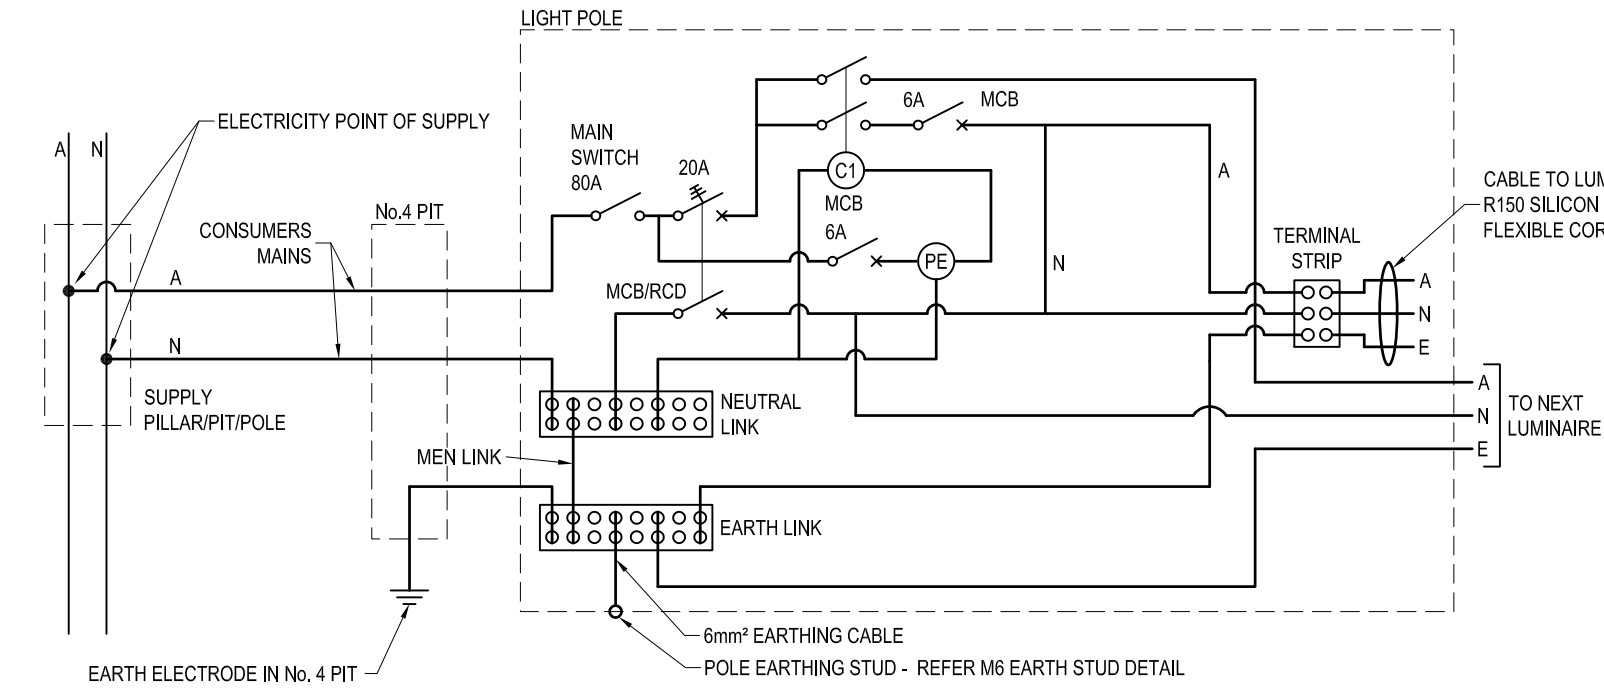 LIGHT POLE
ELECTRICITY POINT OF SUPPLY
A
N
MAIN
SWITCH
80A
20A
6A
MCB
C1
MCB
6A
PE
A
N
No.4 PIT
CONSUMERS
MAINS
A
N
MCB/RCD
TERMINAL
STRIP
CABLE TO LUM
R150 SILICON
FLEXIBLE COR
A
N
E
SUPPLY
PILLAR/PIT/POLE
NEUTRAL
LINK
MEN LINK
EARTH LINK
A
N
E
TO NEXT
LUMINAIRE
6mm² EARTHING CABLE
POLE EARTHING STUD - REFER M6 EARTH STUD DETAIL
EARTH ELECTRODE IN No. 4 PIT